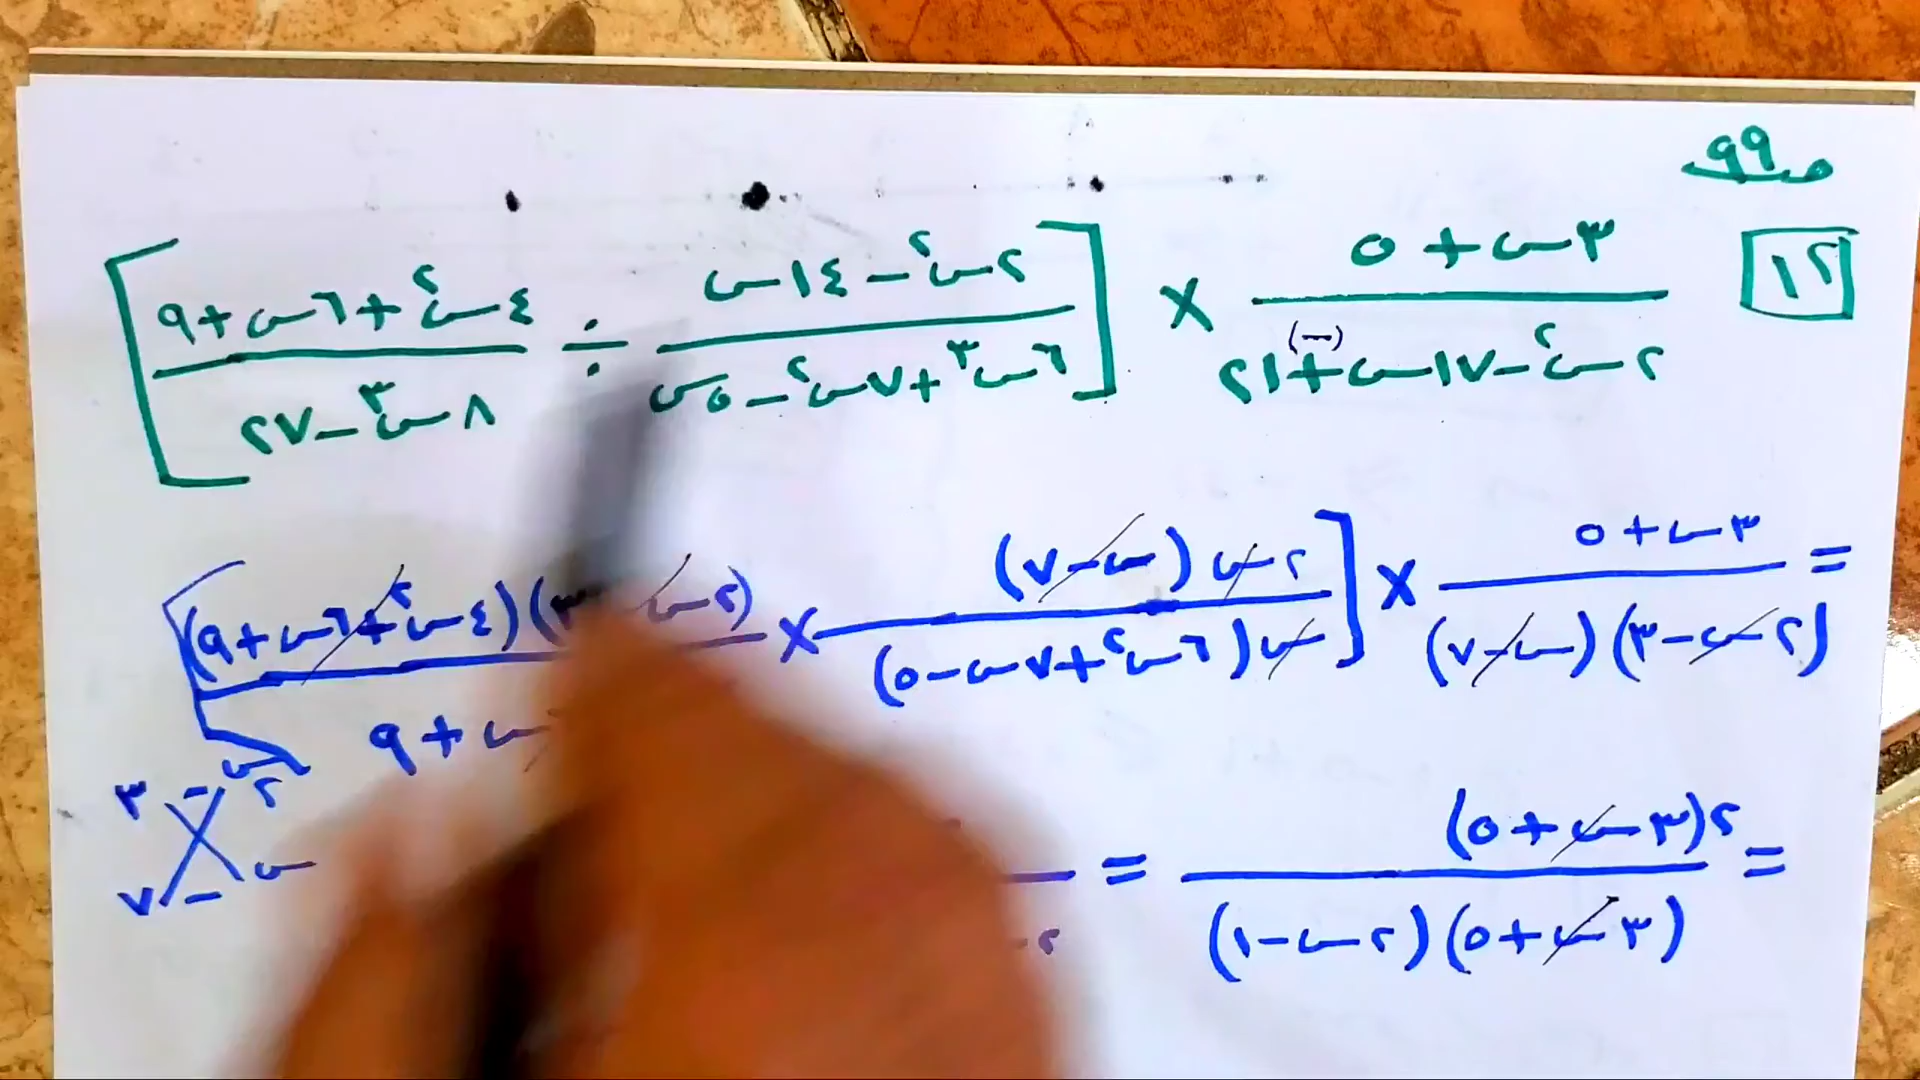 ص ٩٩
١٢ (٣س + ٥)/(٢س٢ - ١٧س + ٢١) (-) × [(٢س٢ - ١٤س)/(٦س٣ + ٧س٢ - ٥س) ÷ (٤س٢ + ٦س + ٩)/(٨س٣ - ٢٧)]
= (٣س + ٥)/((٢س - ٣)(س - ٧)) × [٢س(س - ٧)/(س(٦س٢ + ٧س - ٥)) × (٢س - ٣)(٤س٢ + ٦س + ٩)/(س + ٩)]
= ٢(٣س + ٥)/((٣س + ٥)(٢س - ١)) = /(٢ -
٢س - ٣
س - ٧